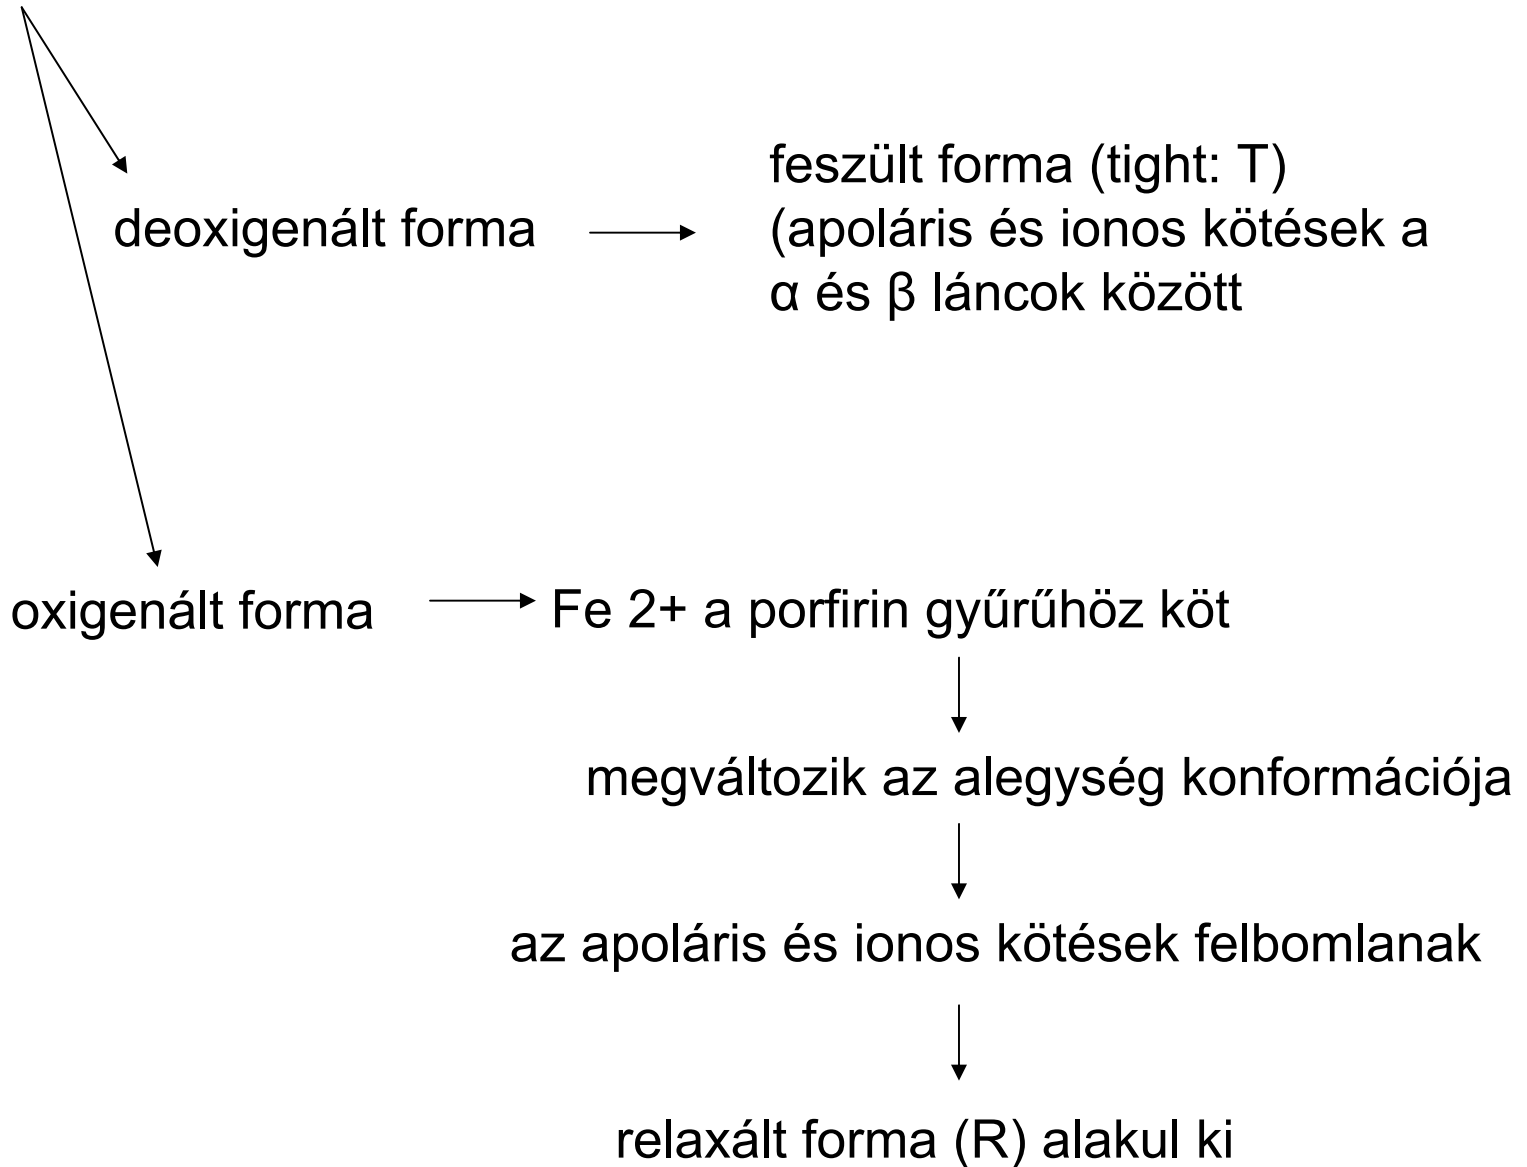 feszült forma (tight: T)
deoxigenált forma
(apoláris és ionos kötések a
α és β láncok között
oxigenált forma
Fe 2+ a porfirin gyűrűhöz köt
megváltozik az alegység konformációja
az apoláris és ionos kötések felbomlanak
relaxált forma (R) alakul ki